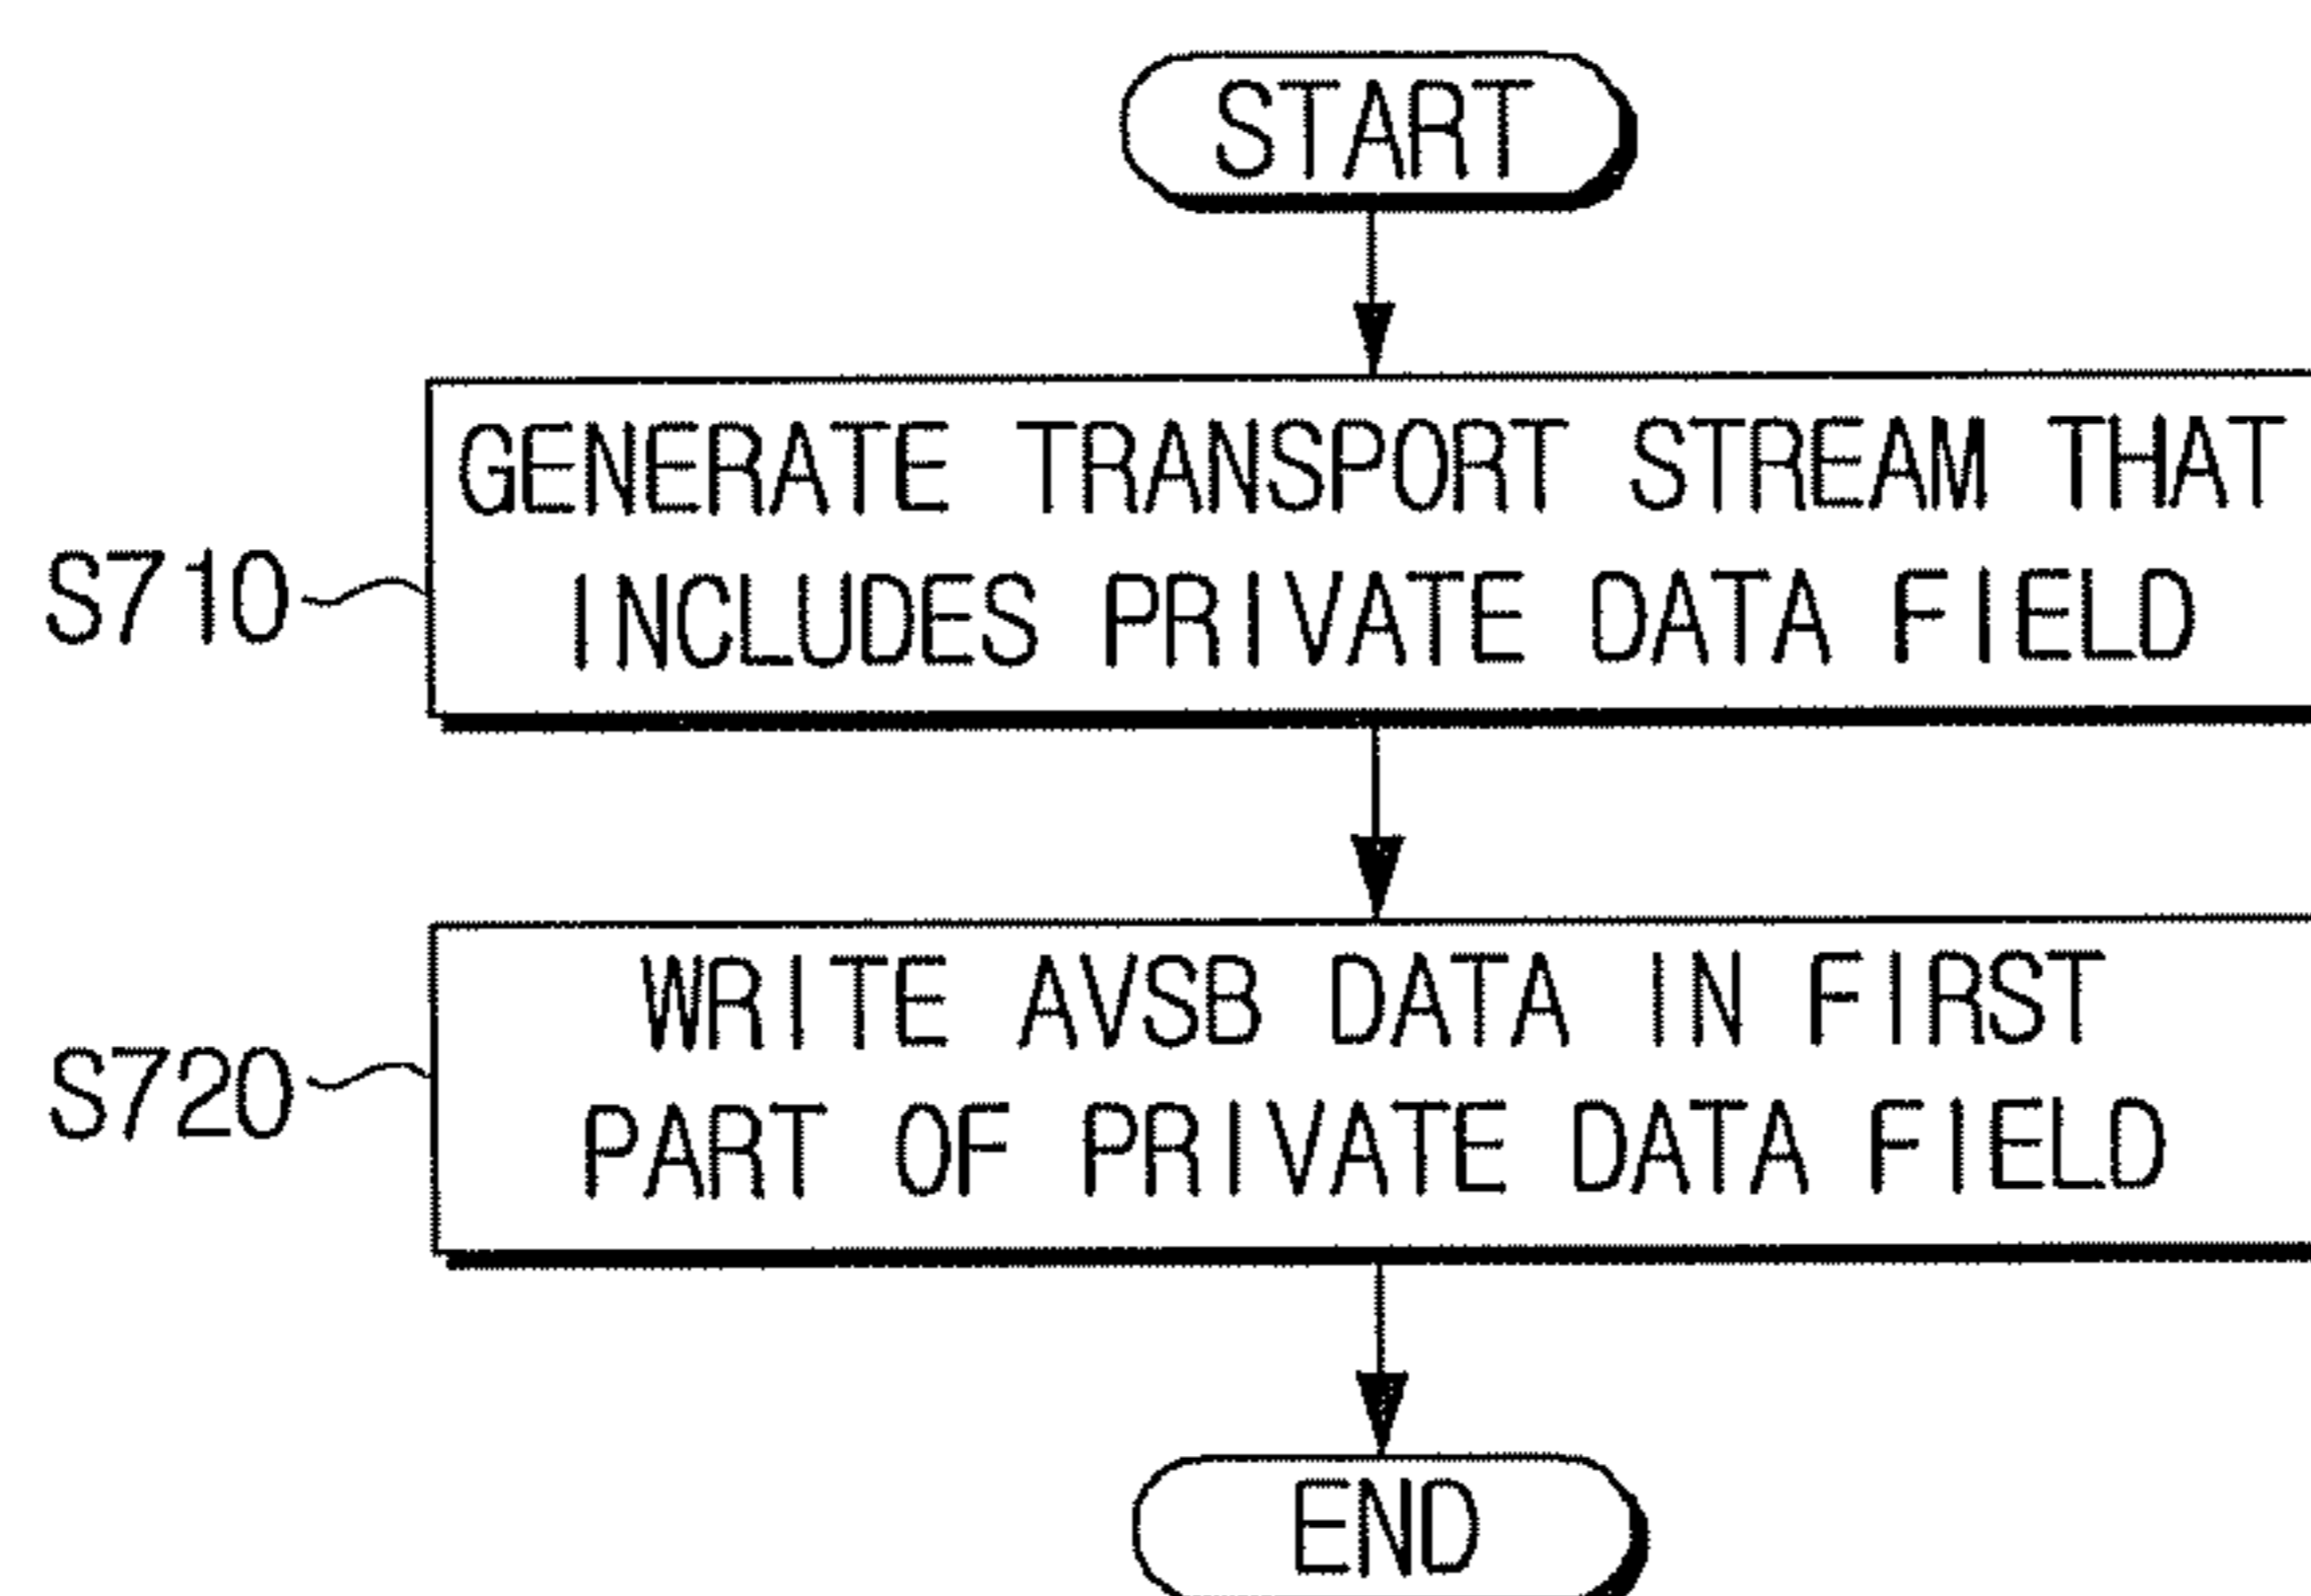 START
GENERATE TRANSPORT STREAM THAT
INCLUDES PRIVATE DATA FIELD
S710
WRITE AVSB DATA IN FIRST
PART OF PRIVATE DATA FIELD
S720
END